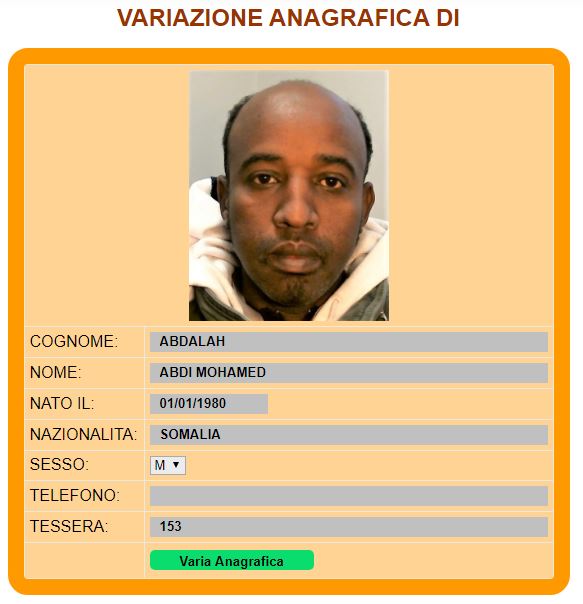 VARIAZIONE ANAGRAFICA DI
COGNOME: ABDALAH
NOME: ABDI MOHAMED
NATO IL: 01/01/1980
NAZIONALITA: SOMALIA
SESSO: M
TELEFONO:
TESSERA: 153
Varia Anagrafica